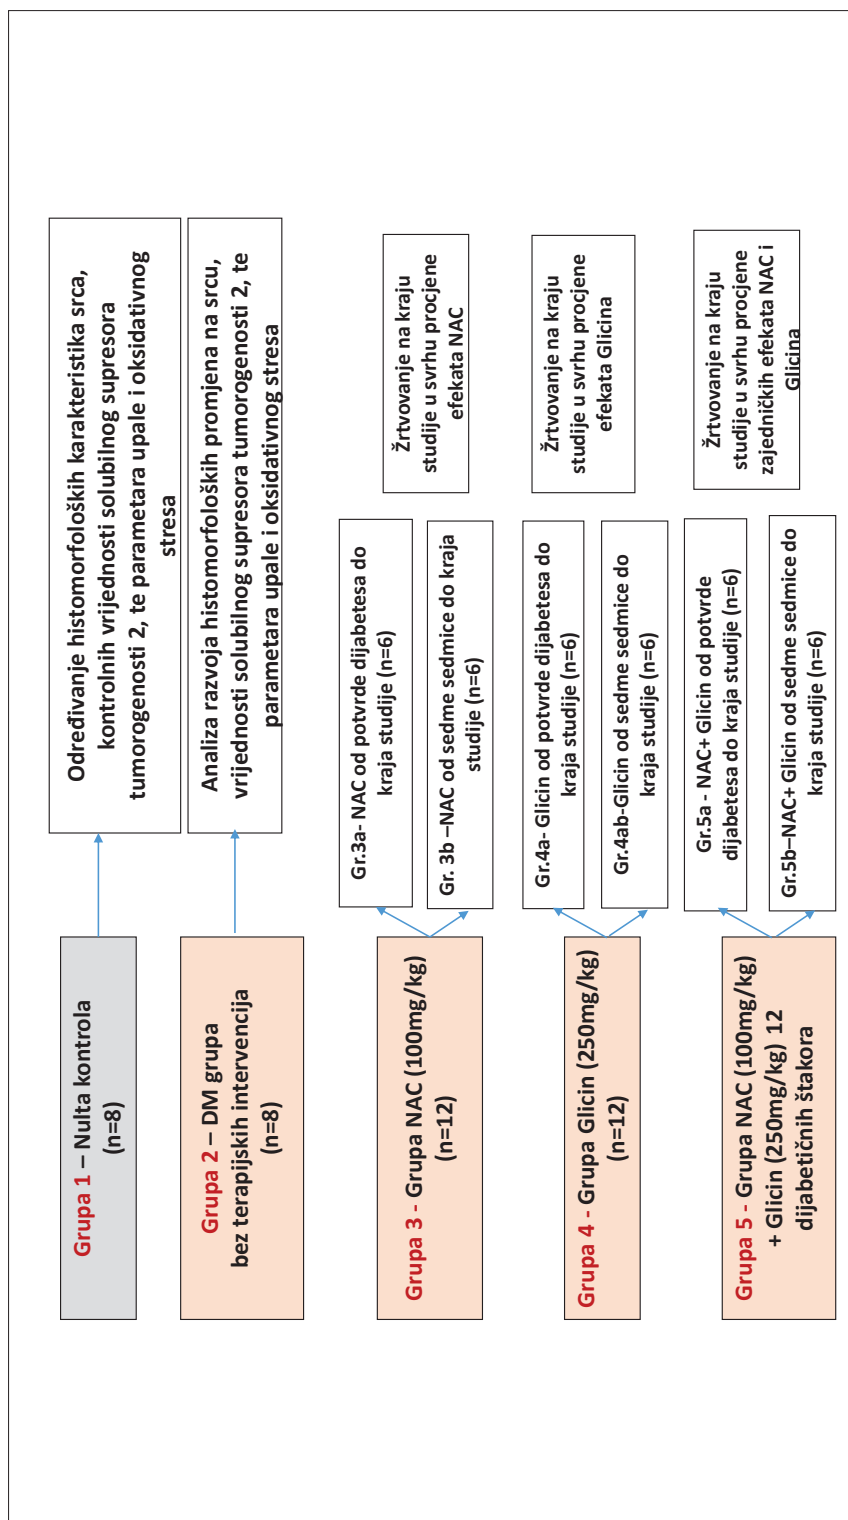 Grupa 1 – Nulta kontrola
(n=8)
Određivanje histomorfoloških karakteristika srca,
kontrolnih vrijednosti solubilnog supresora
tumorogenosti 2, te parametara upale i oksidativnog
stresa
Grupa 2 – DM grupa
bez terapijskih intervencija
(n=8)
Analiza razvoja histomorfoloških promjena na srcu,
vrijednosti solubilnog supresora tumorogenosti 2, te
parametara upale i oksidativnog stresa
Grupa 3 - Grupa NAC (100mg/kg)
(n=12)
Gr.3a- NAC od potvrde dijabetesa do
kraja studije (n=6)
Gr. 3b –NAC od sedme sedmice do kraja
studije (n=6)
Žrtvovanje na kraju
studije u svrhu procjene
efekata NAC
Grupa 4 - Grupa Glicin (250mg/kg)
(n=12)
Gr.4a- Glicin od potvrde dijabetesa do
kraja studije (n=6)
Gr.4ab-Glicin od sedme sedmice do
kraja studije (n=6)
Žrtvovanje na kraju
studije u svrhu procjene
efekata Glicina
Grupa 5 - Grupa NAC (100mg/kg)
+ Glicin (250mg/kg) 12
dijabetičnih štakora
Gr.5a - NAC+ Glicin od potvrde
dijabetesa do kraja studije (n=6)
Gr.5b–NAC+ Glicin od sedme sedmice do
kraja studije (n=6)
Žrtvovanje na kraju
studije u svrhu procjene
zajedničkih efekata NAC i
Glicina